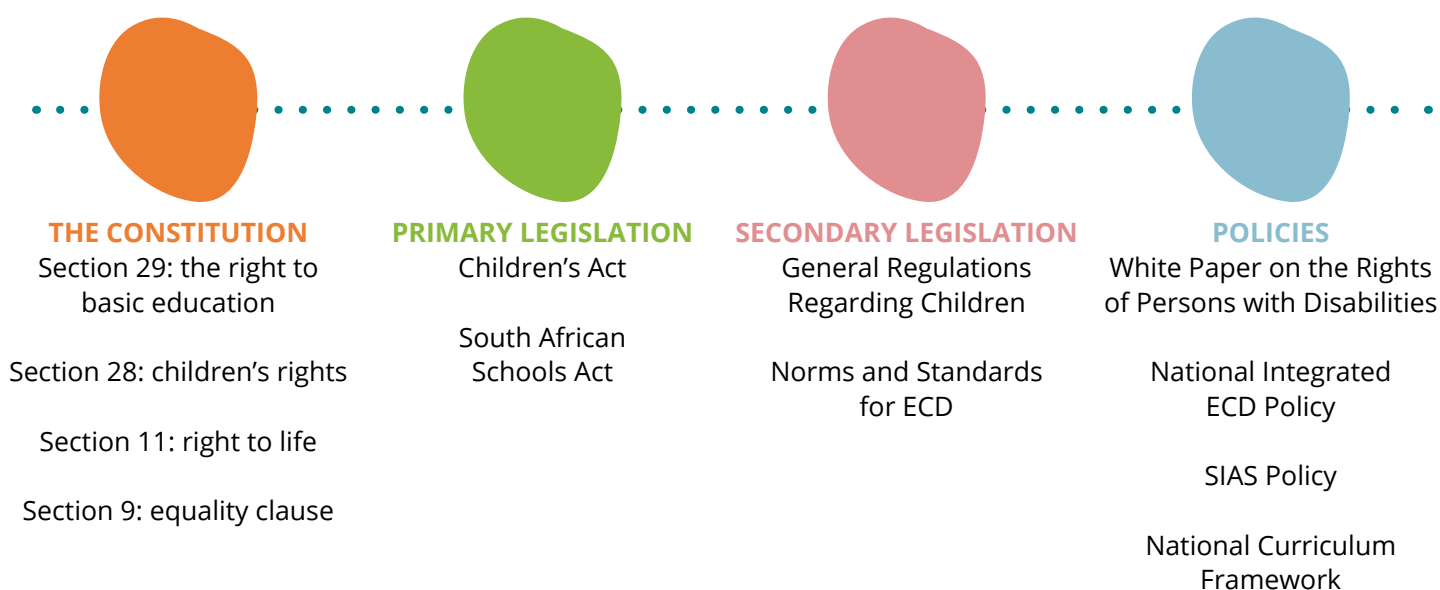 THE CONSTITUTION
Section 29: the right to
basic education
Section 28: children’s rights
Section 11: right to life
Section 9: equality clause
PRIMARY LEGISLATION
Children’s Act
South African
Schools Act
SECONDARY LEGISLATION
General Regulations
Regarding Children
Norms and Standards
for ECD
POLICIES
White Paper on the Rights
of Persons with Disabilities
National Integrated
ECD Policy
SIAS Policy
National Curriculum
Framework